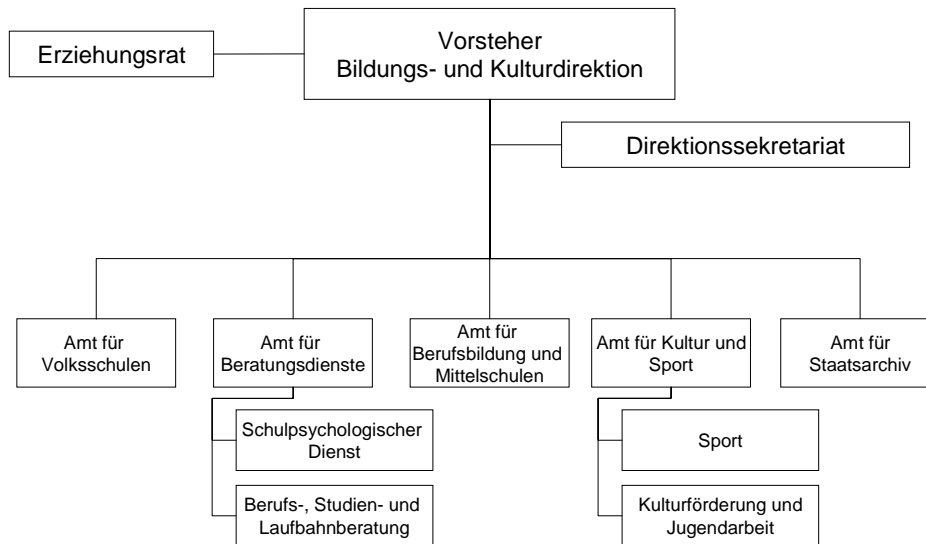 Erziehungsrat
Vorsteher
Bildungs- und Kulturdirektion
Direktionssekretariat
Amt für
Volksschulen
Amt für
Beratungsdienste
Amt für
Berufsbildung und
Mittelschulen
Amt für Kultur und
Sport
Amt für
Staatsarchiv
Schulpsychologischer
Dienst
Sport
Berufs-, Studien- und
Laufbahnberatung
Kulturförderung und
Jugendarbeit